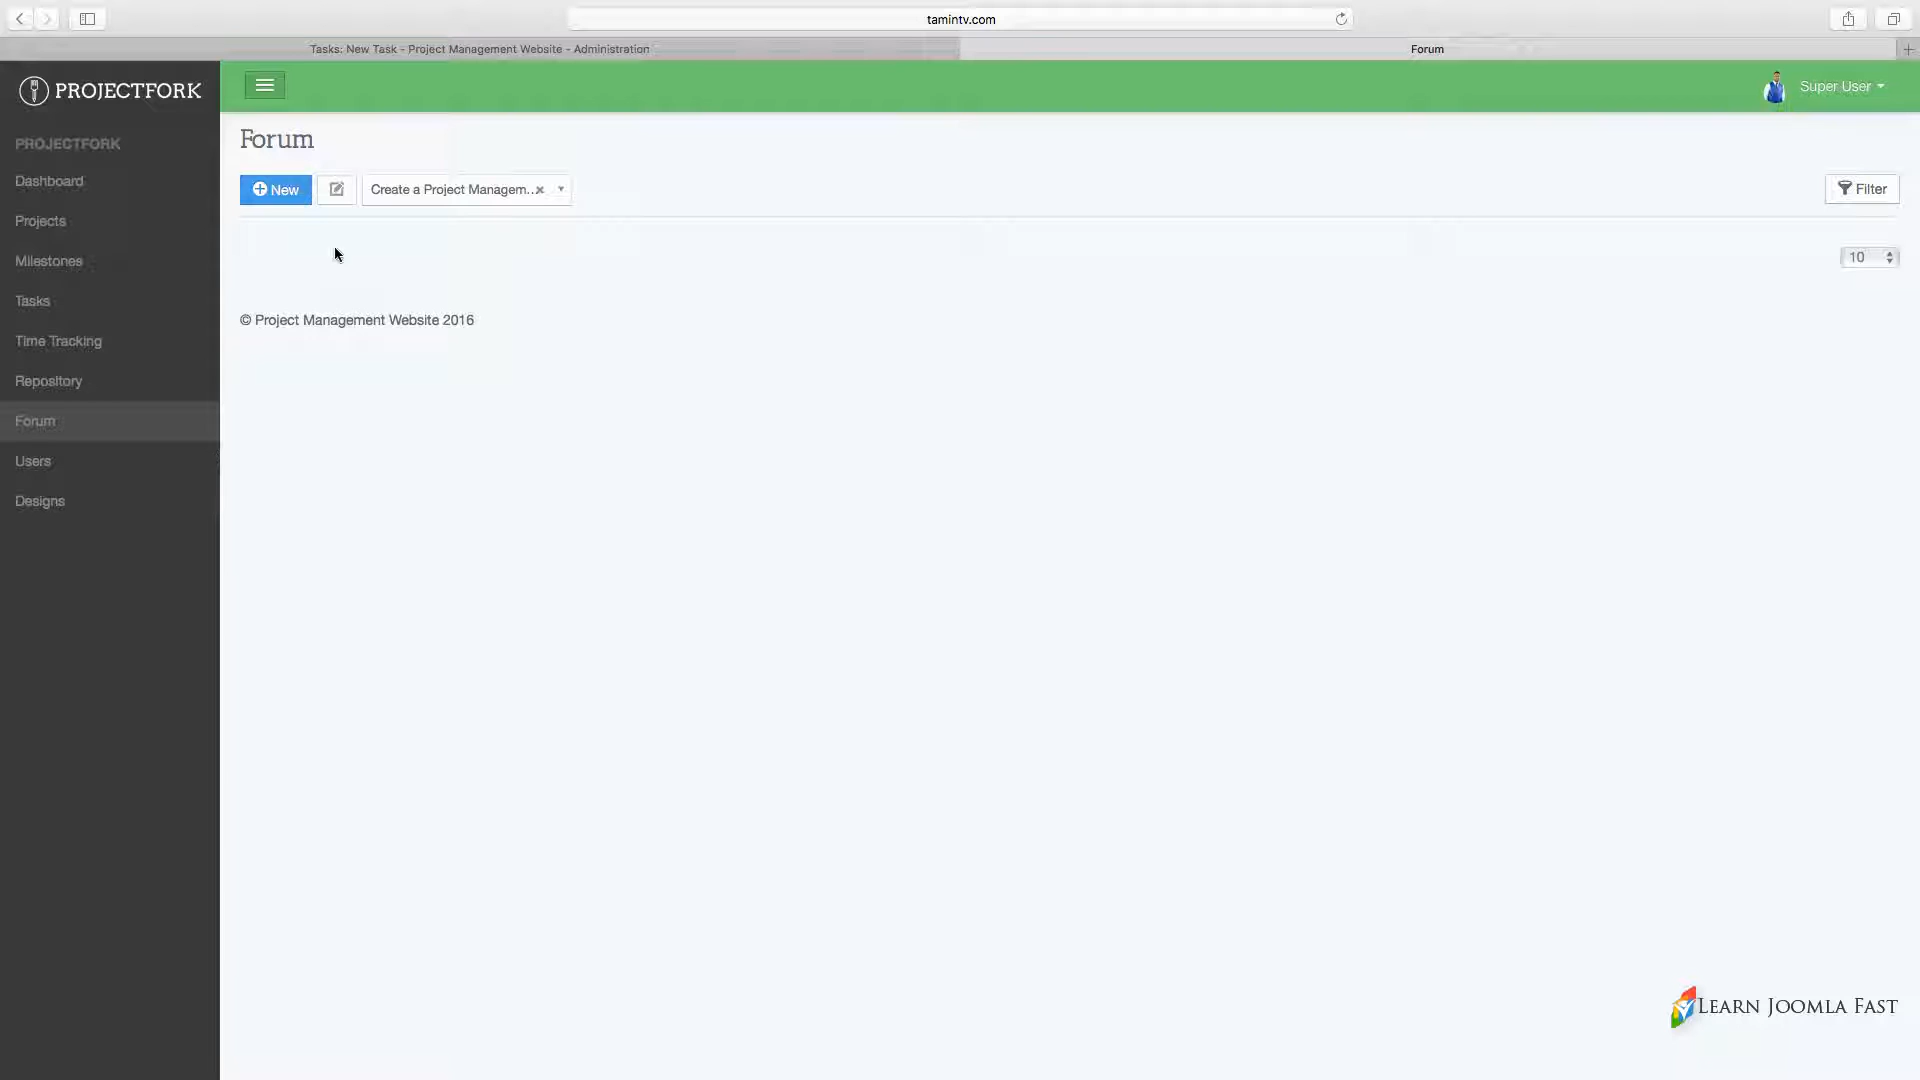 tamintv.com
Tasks: New Task - Project Management Website - Administration
Forum
PROJECTFORK
Super User
PROJECTFORK
Dashboard
Projects
Milestones
Tasks
Time Tracking
Repository
Forum
Users
Designs
Forum
New
Create a Project Managem...
Filter
10
© Project Management Website 2016
LEARN JOOMLA FAST